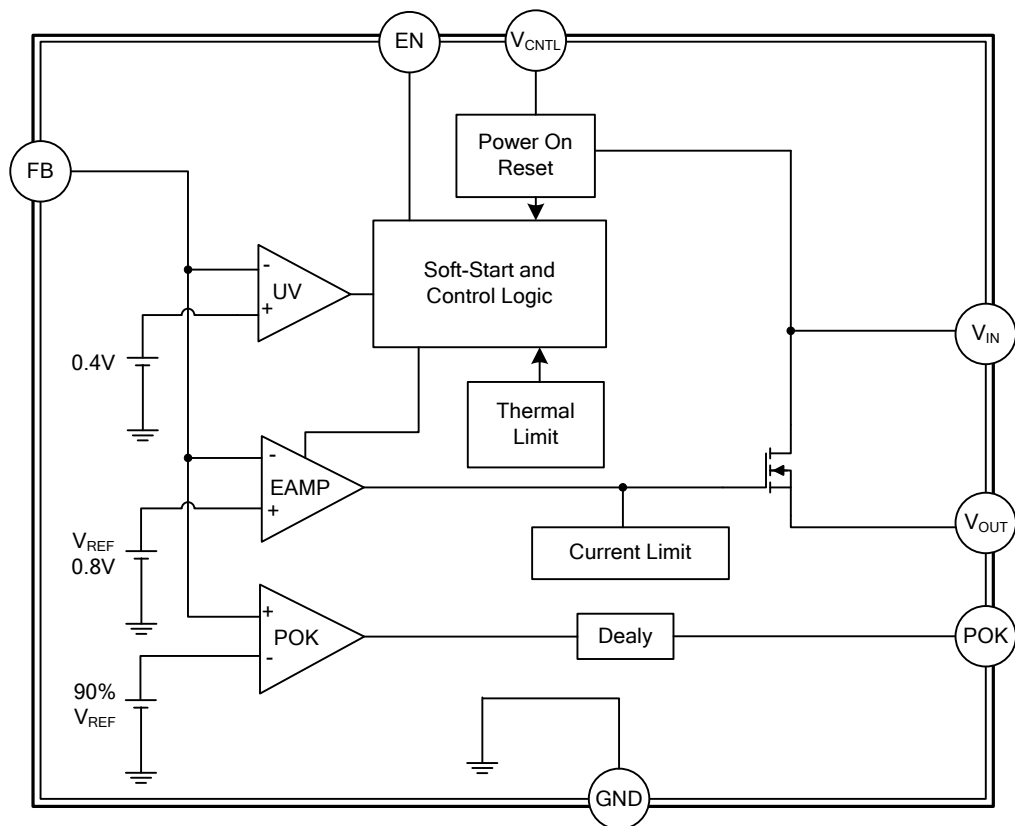 EN
VCNTL
Power On
Reset
FB
Soft-Start and
Control Logic
-
UV
+
0.4V
VIN
Thermal
Limit
-
EAMP
+
VREF
0.8V
VOUT
Current Limit
+
POK
-
Dealy
POK
90%
VREF
GND